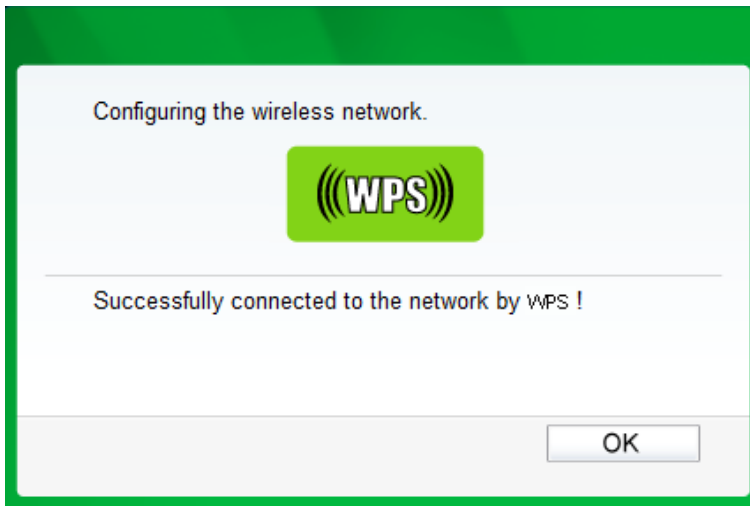 Configuring the wireless network.
WPS
Successfully connected to the network by WPS !
OK